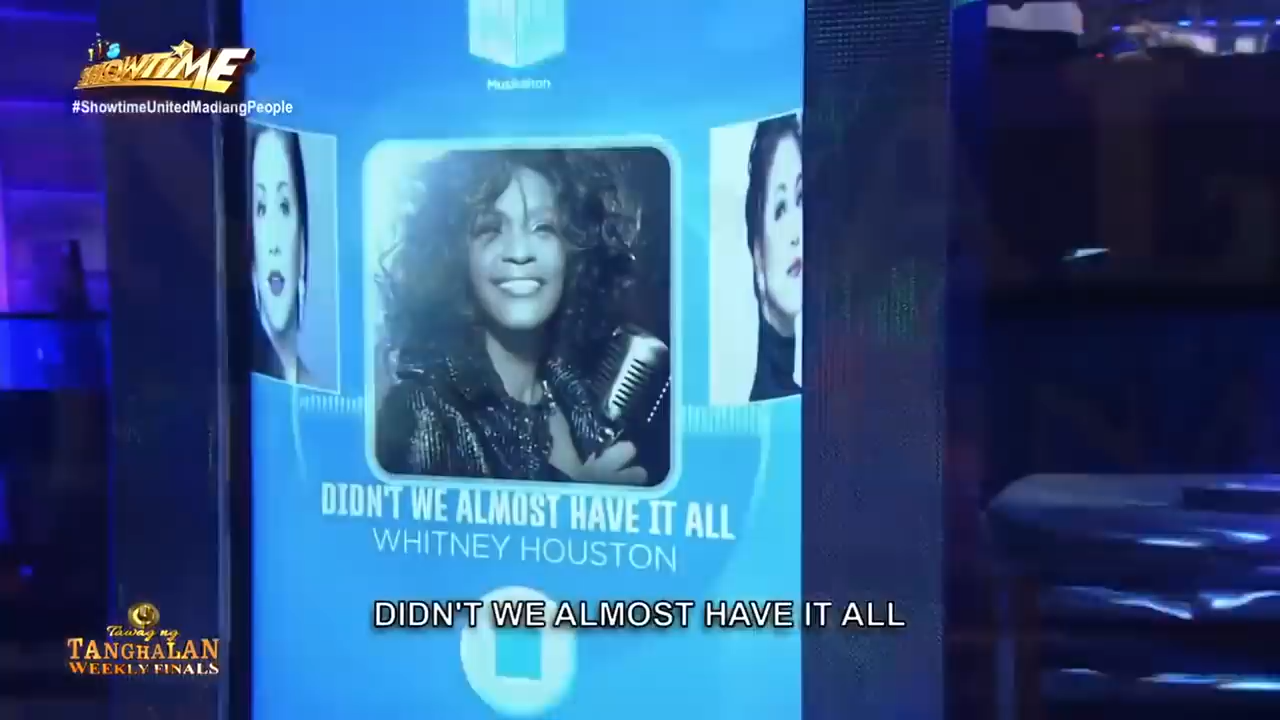 SHOWTIME
#ShowtimeUnitedMadlangPeople
Musikahon
DIDN'T WE ALMOST HAVE IT ALL
WHITNEY HOUSTON
DIDN'T WE ALMOST HAVE IT ALL
Tawag ng
TANGHALAN
WEEKLY FINALS